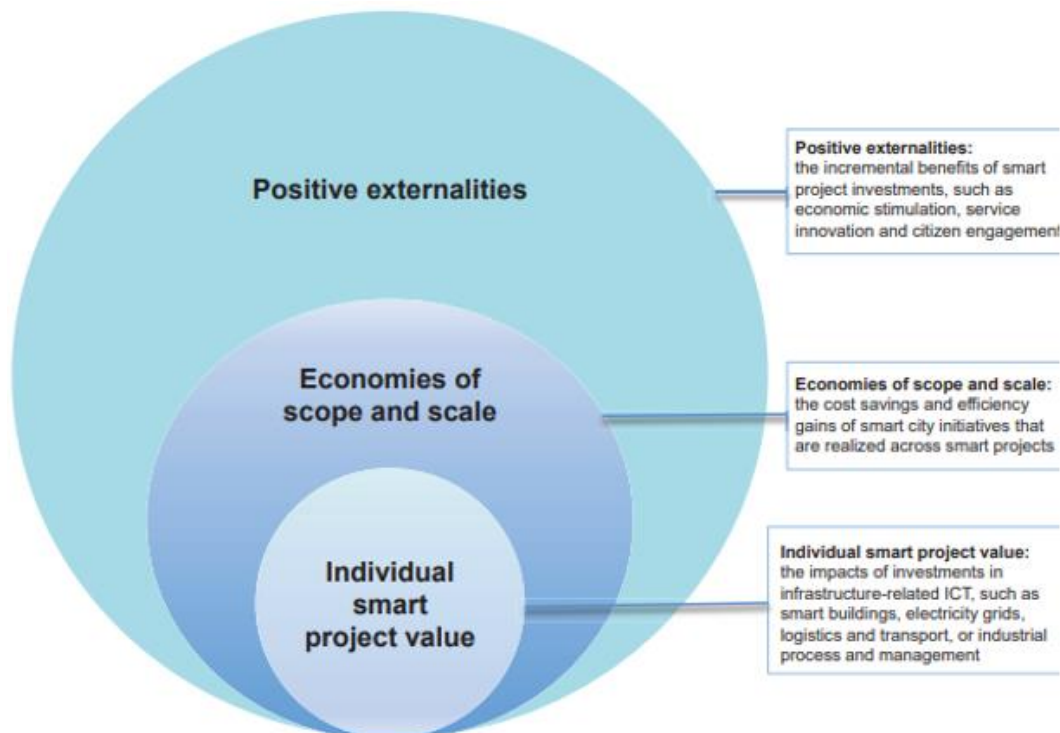 Positive externalities
Positive externalities:
the incremental benefits of smart
project investments, such as
economic stimulation, service
innovation and citizen engagement
Economies of
scope and scale
Economies of scope and scale:
the cost savings and efficiency
gains of smart city initiatives that
are realized across smart projects
Individual
smart
project value
Individual smart project value:
the impacts of investments in
infrastructure-related ICT, such as
smart buildings, electricity grids,
logistics and transport, or industrial
process and management